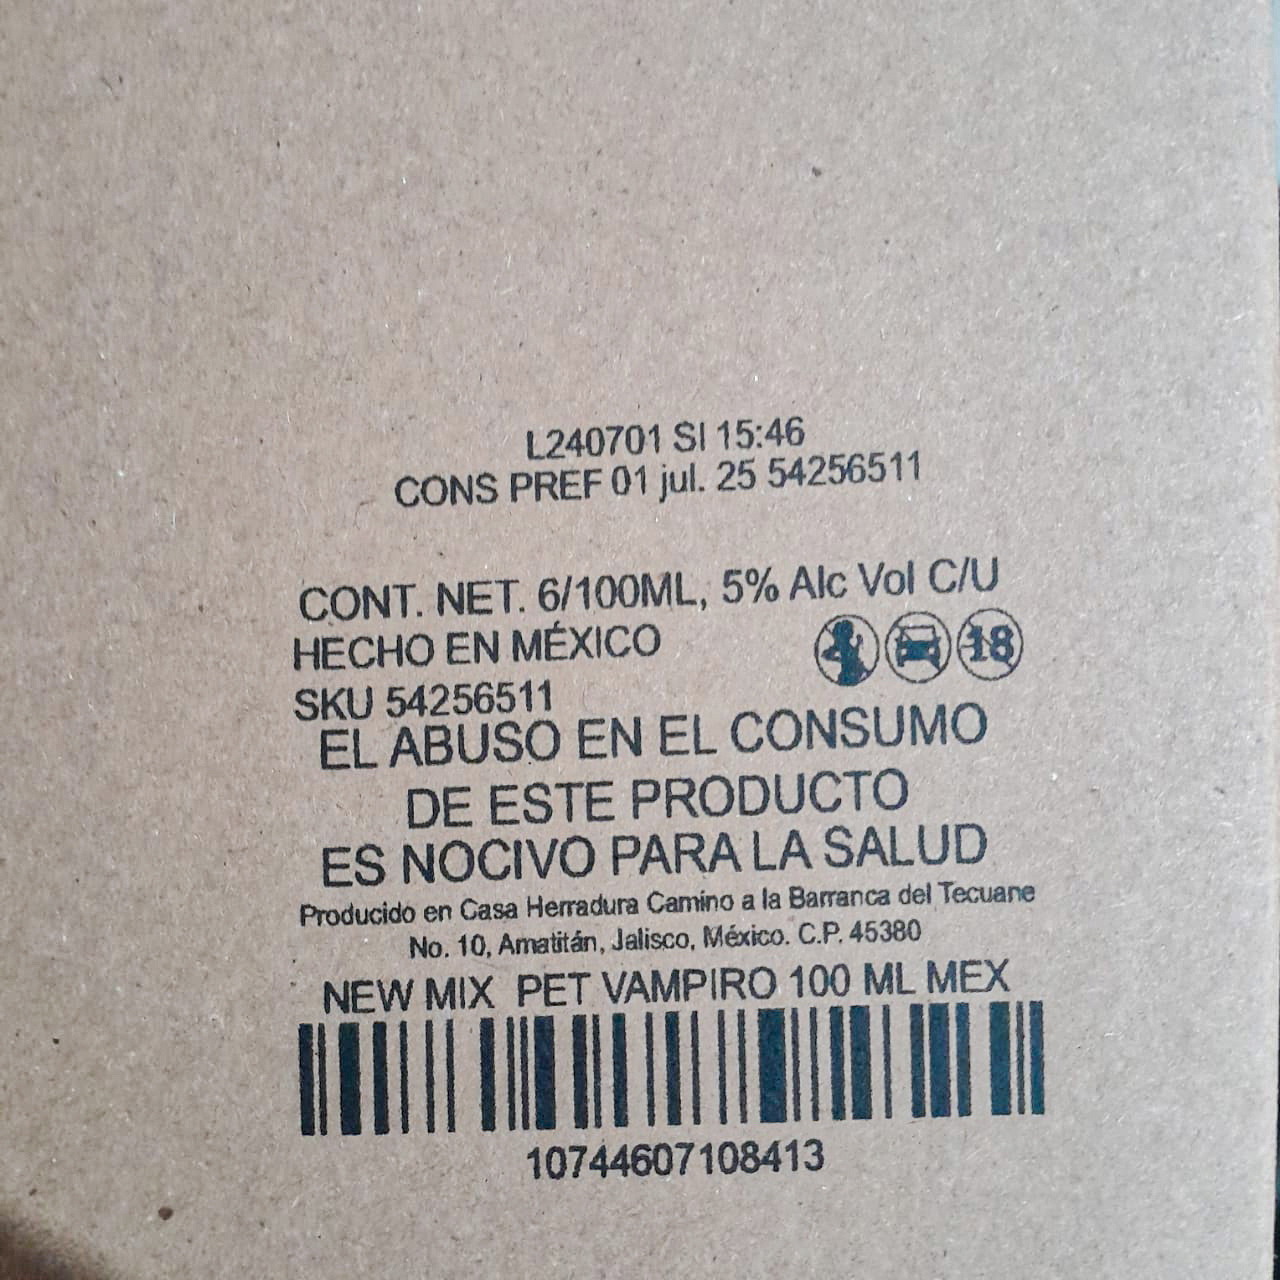 L240701 SI 15:46
CONS PREF 01 jul. 25 54256511
CONT. NET. 6/100ML, 5% Alc Vol C/U
HECHO EN MÉXICO
18
SKU 54256511
EL ABUSO EN EL CONSUMO
DE ESTE PRODUCTO
ES NOCIVO PARA LA SALUD
Producido en Casa Herradura Camino a la Barranca del Tecuane
No. 10, Amatitán, Jalisco, México. C.P. 45380
NEW MIX PET VAMPIRO 100 ML MEX
10744607108413